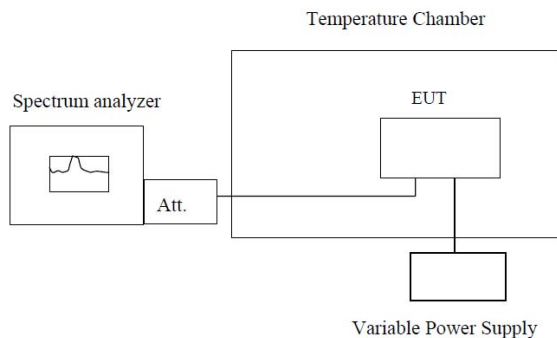 Temperature Chamber
Spectrum analyzer
EUT
Att.
Variable Power Supply